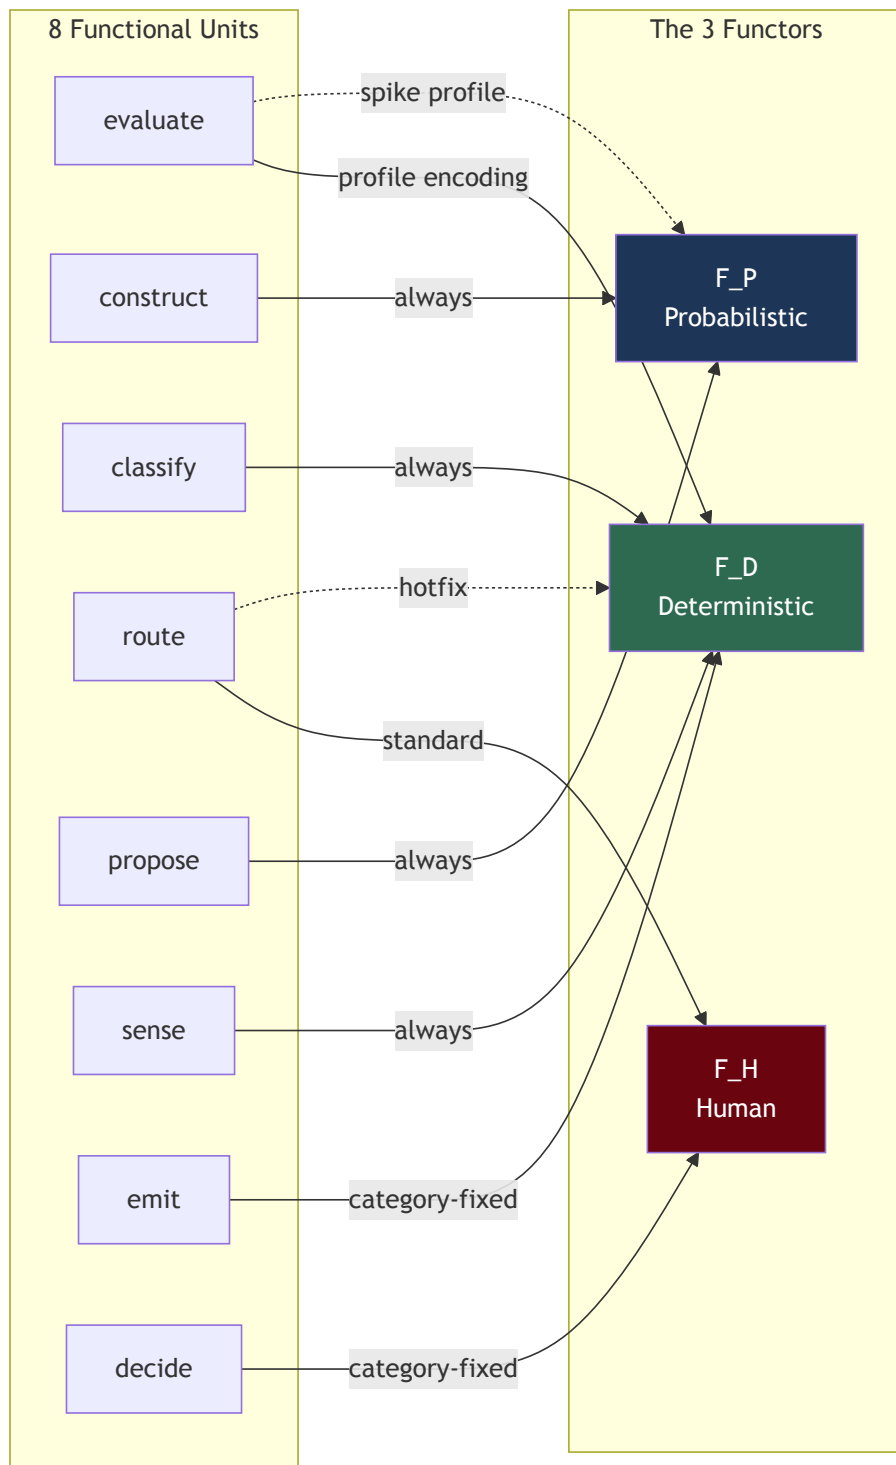 8 Functional Units
The 3 Functors
evaluate
spike profile
profile encoding
construct
always
F_P
Probabilistic
classify
always
route
hotfix
F_D
Deterministic
standard
propose
always
sense
always
F_H
Human
emit
category-fixed
decide
category-fixed